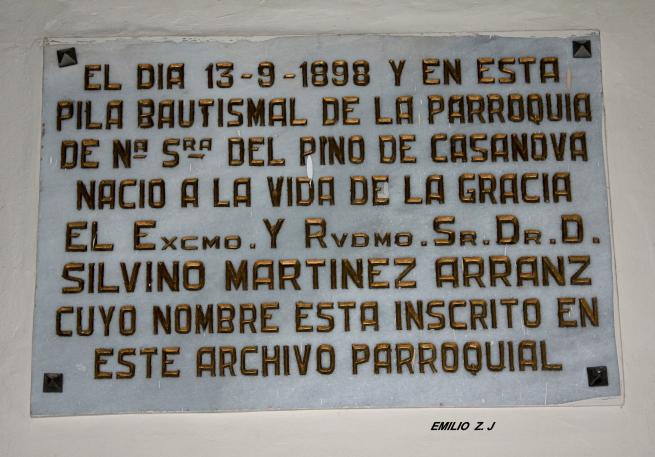 EL DIA 13-9-1898 Y EN ESTA
PILA BAUTISMAL DE LA PARROQUIA
DE Nª SRA DEL PINO DE CASANOVA
NACIO A LA VIDA DE LA GRACIA
EL EXCMO. Y RVDMO. SR. DR. D.
SILVINO MARTINEZ ARRANZ
CUYO NOMBRE ESTA INSCRITO EN
ESTE ARCHIVO PARROQUIAL
EMILIO Z. J